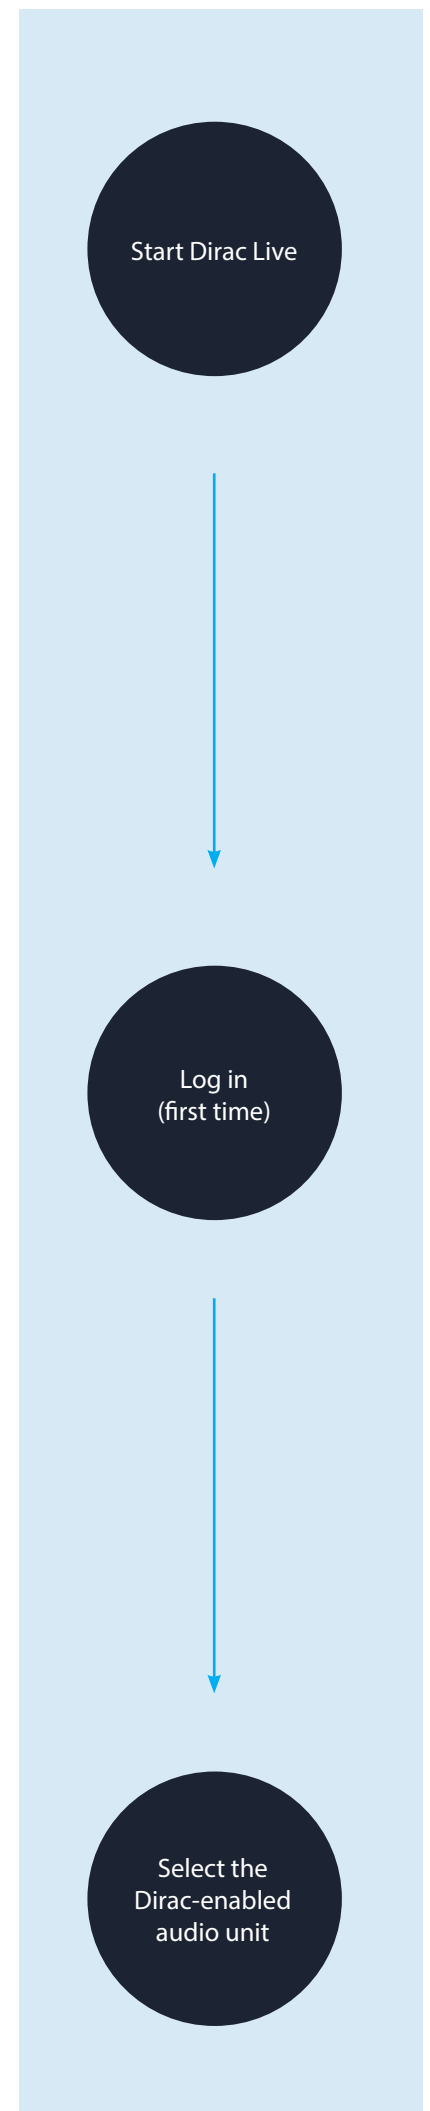 Start Dirac Live
Log in
(first time)
Select the
Dirac-enabled
audio unit